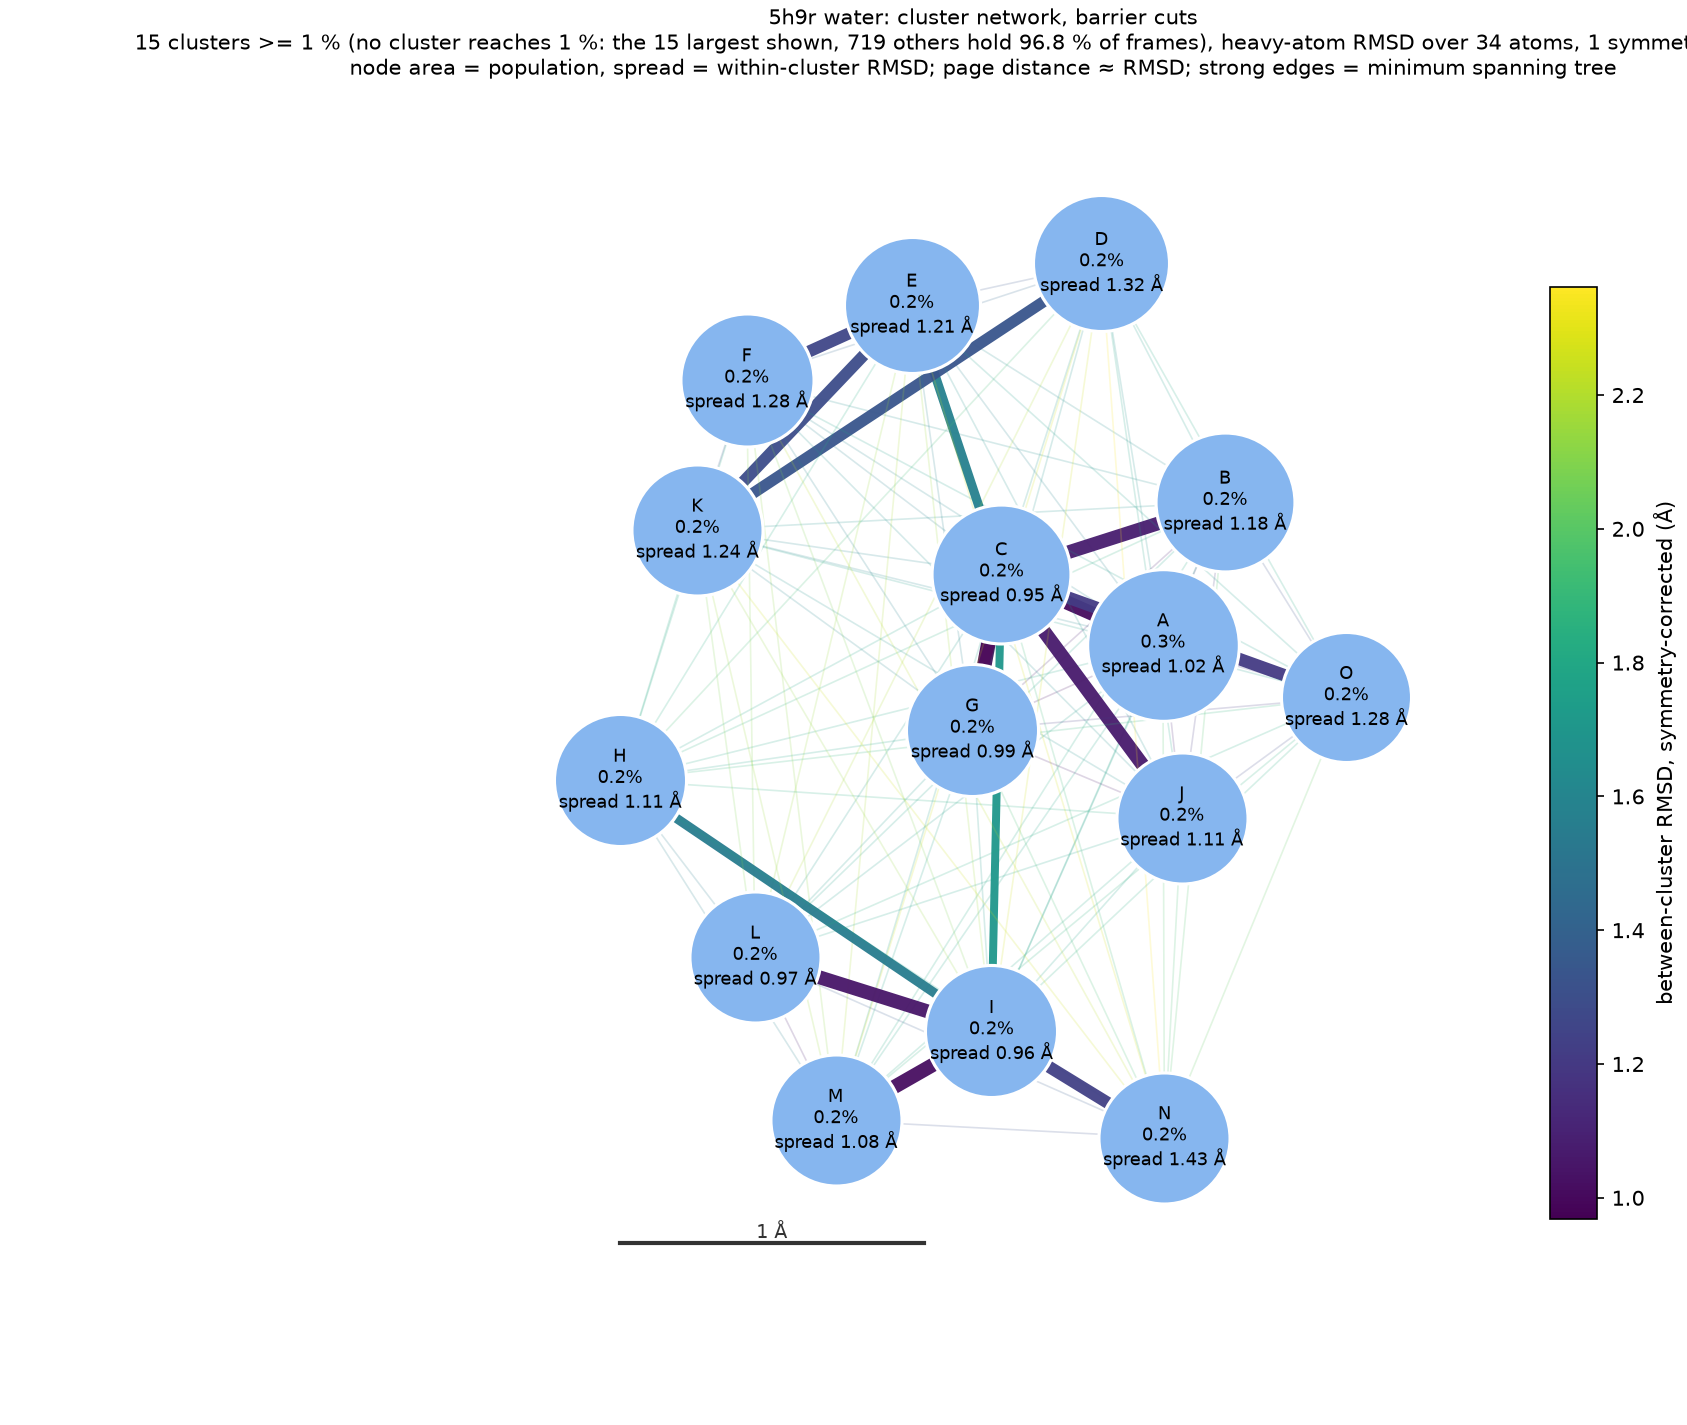 5h9r water: cluster network, barrier cuts
15 clusters >= 1 % (no cluster reaches 1 %: the 15 largest shown, 719 others hold 96.8 % of frames), heavy-atom RMSD over 34 atoms, 1 symmet
node area = population, spread = within-cluster RMSD; page distance ≈ RMSD; strong edges = minimum spanning tree
D
0.2%
spread 1.32 Å
E
0.2%
spread 1.21 Å
F
0.2%
spread 1.28 Å
B
0.2%
spread 1.18 Å
K
0.2%
spread 1.24 Å
C
0.2%
spread 0.95 Å
A
0.3%
spread 1.02 Å
O
0.2%
spread 1.28 Å
G
0.2%
spread 0.99 Å
H
0.2%
spread 1.11 Å
J
0.2%
spread 1.11 Å
L
0.2%
spread 0.97 Å
I
0.2%
spread 0.96 Å
M
0.2%
spread 1.08 Å
N
0.2%
spread 1.43 Å
1 Å
2.2
2.0
1.8
1.6
1.4
1.2
1.0
between-cluster RMSD, symmetry-corrected (Å)